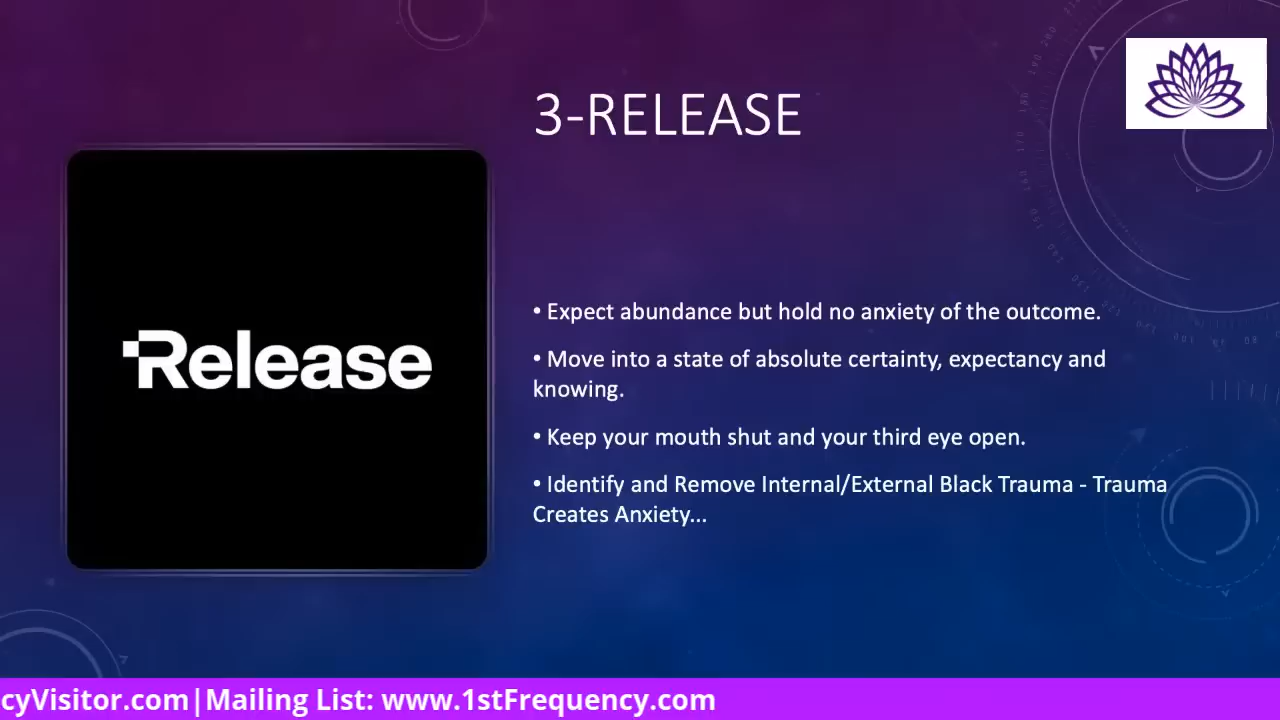 3-RELEASE
Release
• Expect abundance but hold no anxiety of the outcome.
• Move into a state of absolute certainty, expectancy and
knowing.
• Keep your mouth shut and your third eye open.
• Identify and Remove Internal/External Black Trauma - Trauma
Creates Anxiety...
cyVisitor.com|Mailing List: www.1stFrequency.com